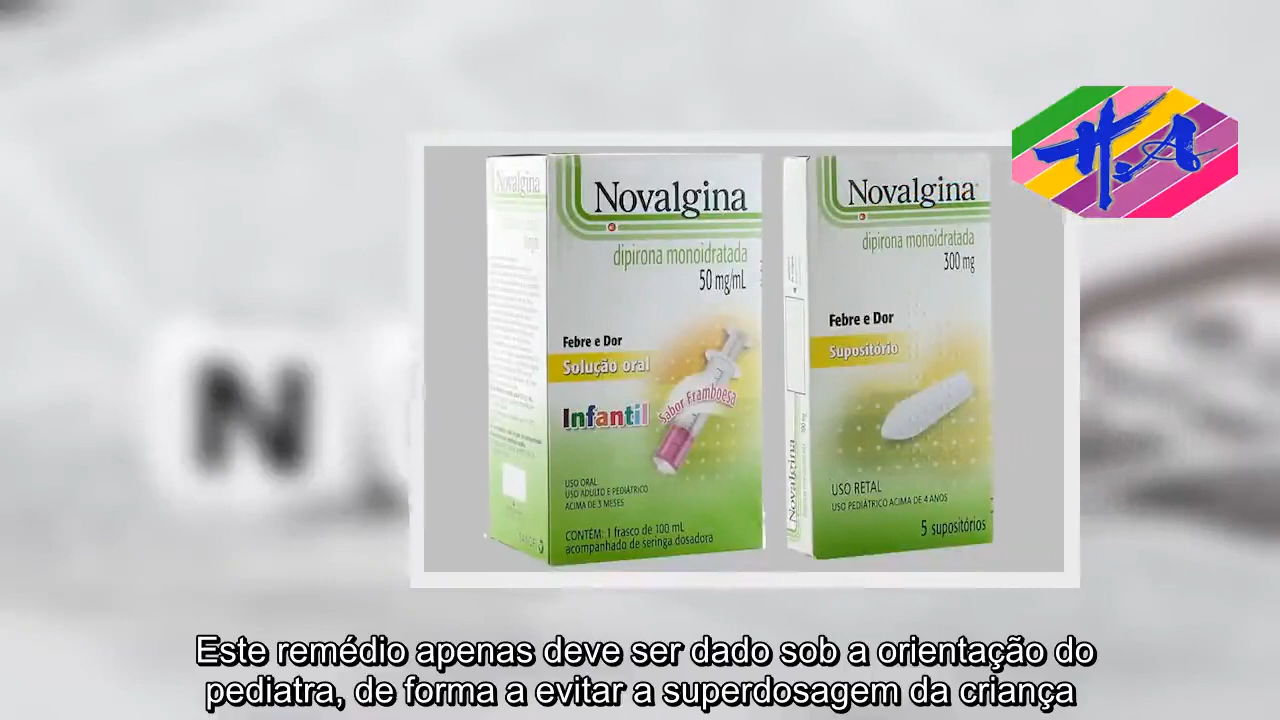 H.A
Novalgina
Novalgina
dipirona monoidratada
50 mg/mL
Febre e Dor
Solução oral
Infantil
Sabor Framboesa
USO ORAL
USO ADULTO E PEDIÁTRICO
ACIMA DE 3 MESES
CONTÉM: 1 frasco de 100 mL
acompanhado de seringa dosadora
Novalgina
Novalgina
dipirona monoidratada
300 mg
Febre e Dor
Supositório
USO RETAL
USO PEDIÁTRICO ACIMA DE 4 ANOS
5 supositórios
N
Este remédio apenas deve ser dado sob a orientação do
pediatra, de forma a evitar a superdosagem da criança